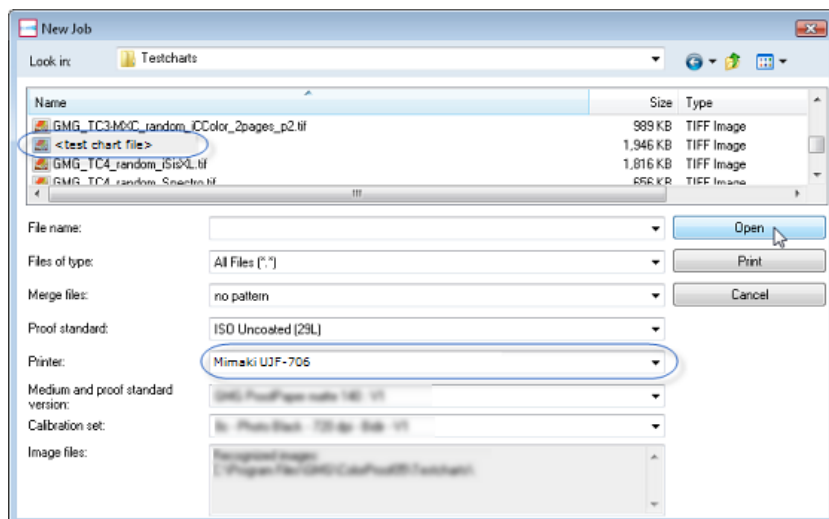 New Job
Look in: Testcharts
Name Size Type
GMG_TC3-MXC_random_iCColor_2pages_p2.tif 989 KB TIFF Image
<test chart file> 1,946 KB TIFF Image
GMG_TC4_random_iSisXL.tif 1,816 KB TIFF Image
GMG_TC4_random_Spectro.tif 656 KB TIFF Image
File name: Open
Files of type: All Files (*.*) Print
Merge files: no pattern Cancel
Proof standard: ISO Uncoated (29L)
Printer: Mimaki UJF-706
Medium and proof standard
version:
Calibration set:
Image files: